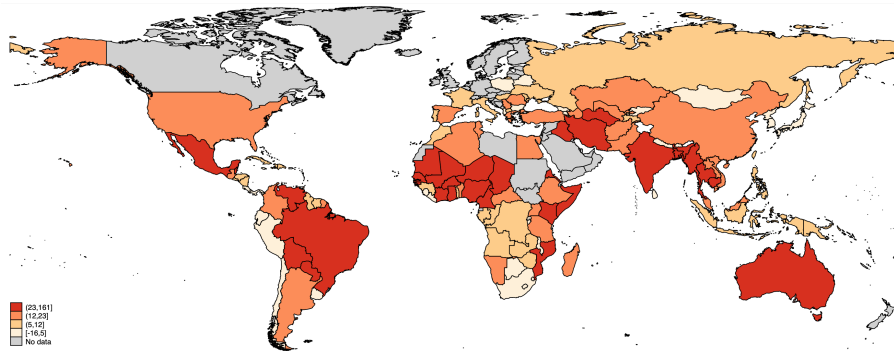 (23,161]
(12,23]
(5,12]
[-16,5]
No data